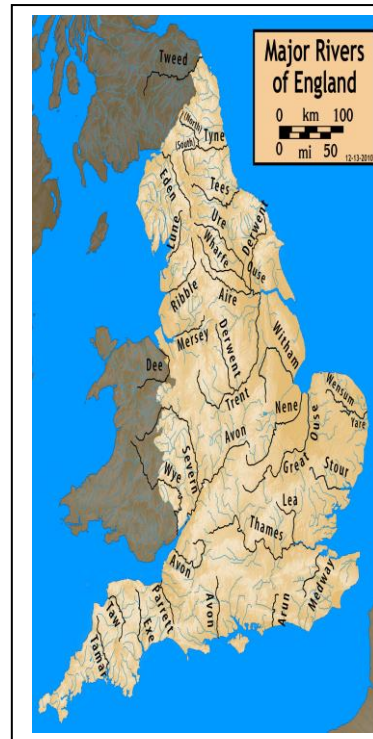 Major Rivers
of England
0 km 100
0 mi 50
12-13-2010
Tweed
(North)
Tyne
(South)
Eden
Tees
Ure
Derwent
Lune
Wharfe
Ouse
Ribble
Aire
Mersey
Derwent
Witham
Dee
Trent
Wensum
Nene
Yare
Ouse
Avon
Severn
Great
Stour
Wye
Lea
Thames
Avon
Parrett
Avon
Arun
Medway
Taw
Exe
Tamar